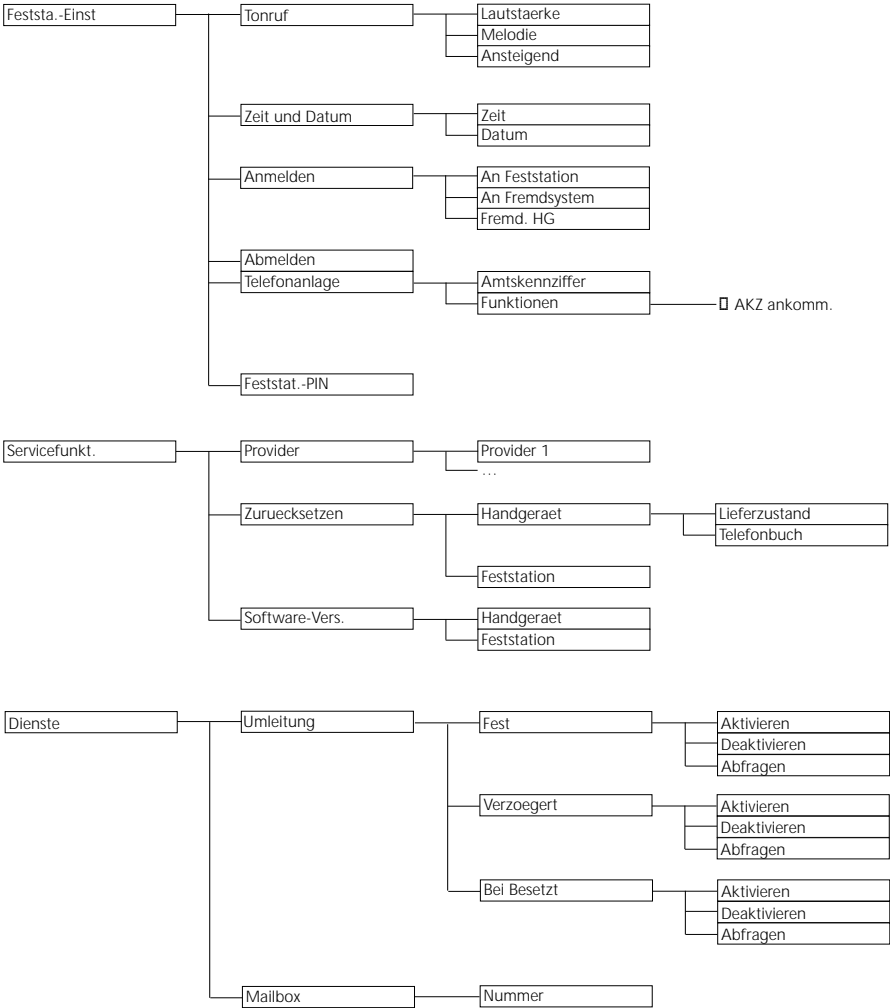 Feststa.-Einst
Tonruf
Lautstaerke
Melodie
Ansteigend
Zeit und Datum
Zeit
Datum
Anmelden
An Feststation
An Fremdsystem
Fremd. HG
Abmelden
Telefonanlage
Amtskennziffer
Funktionen
▯ AKZ ankomm.
Feststat.-PIN
Servicefunkt.
Provider
Provider 1
...
Zuruecksetzen
Handgeraet
Lieferzustand
Telefonbuch
Feststation
Software-Vers.
Handgeraet
Feststation
Dienste
Umleitung
Fest
Aktivieren
Deaktivieren
Abfragen
Verzoegert
Aktivieren
Deaktivieren
Abfragen
Bei Besetzt
Aktivieren
Deaktivieren
Abfragen
Mailbox
Nummer